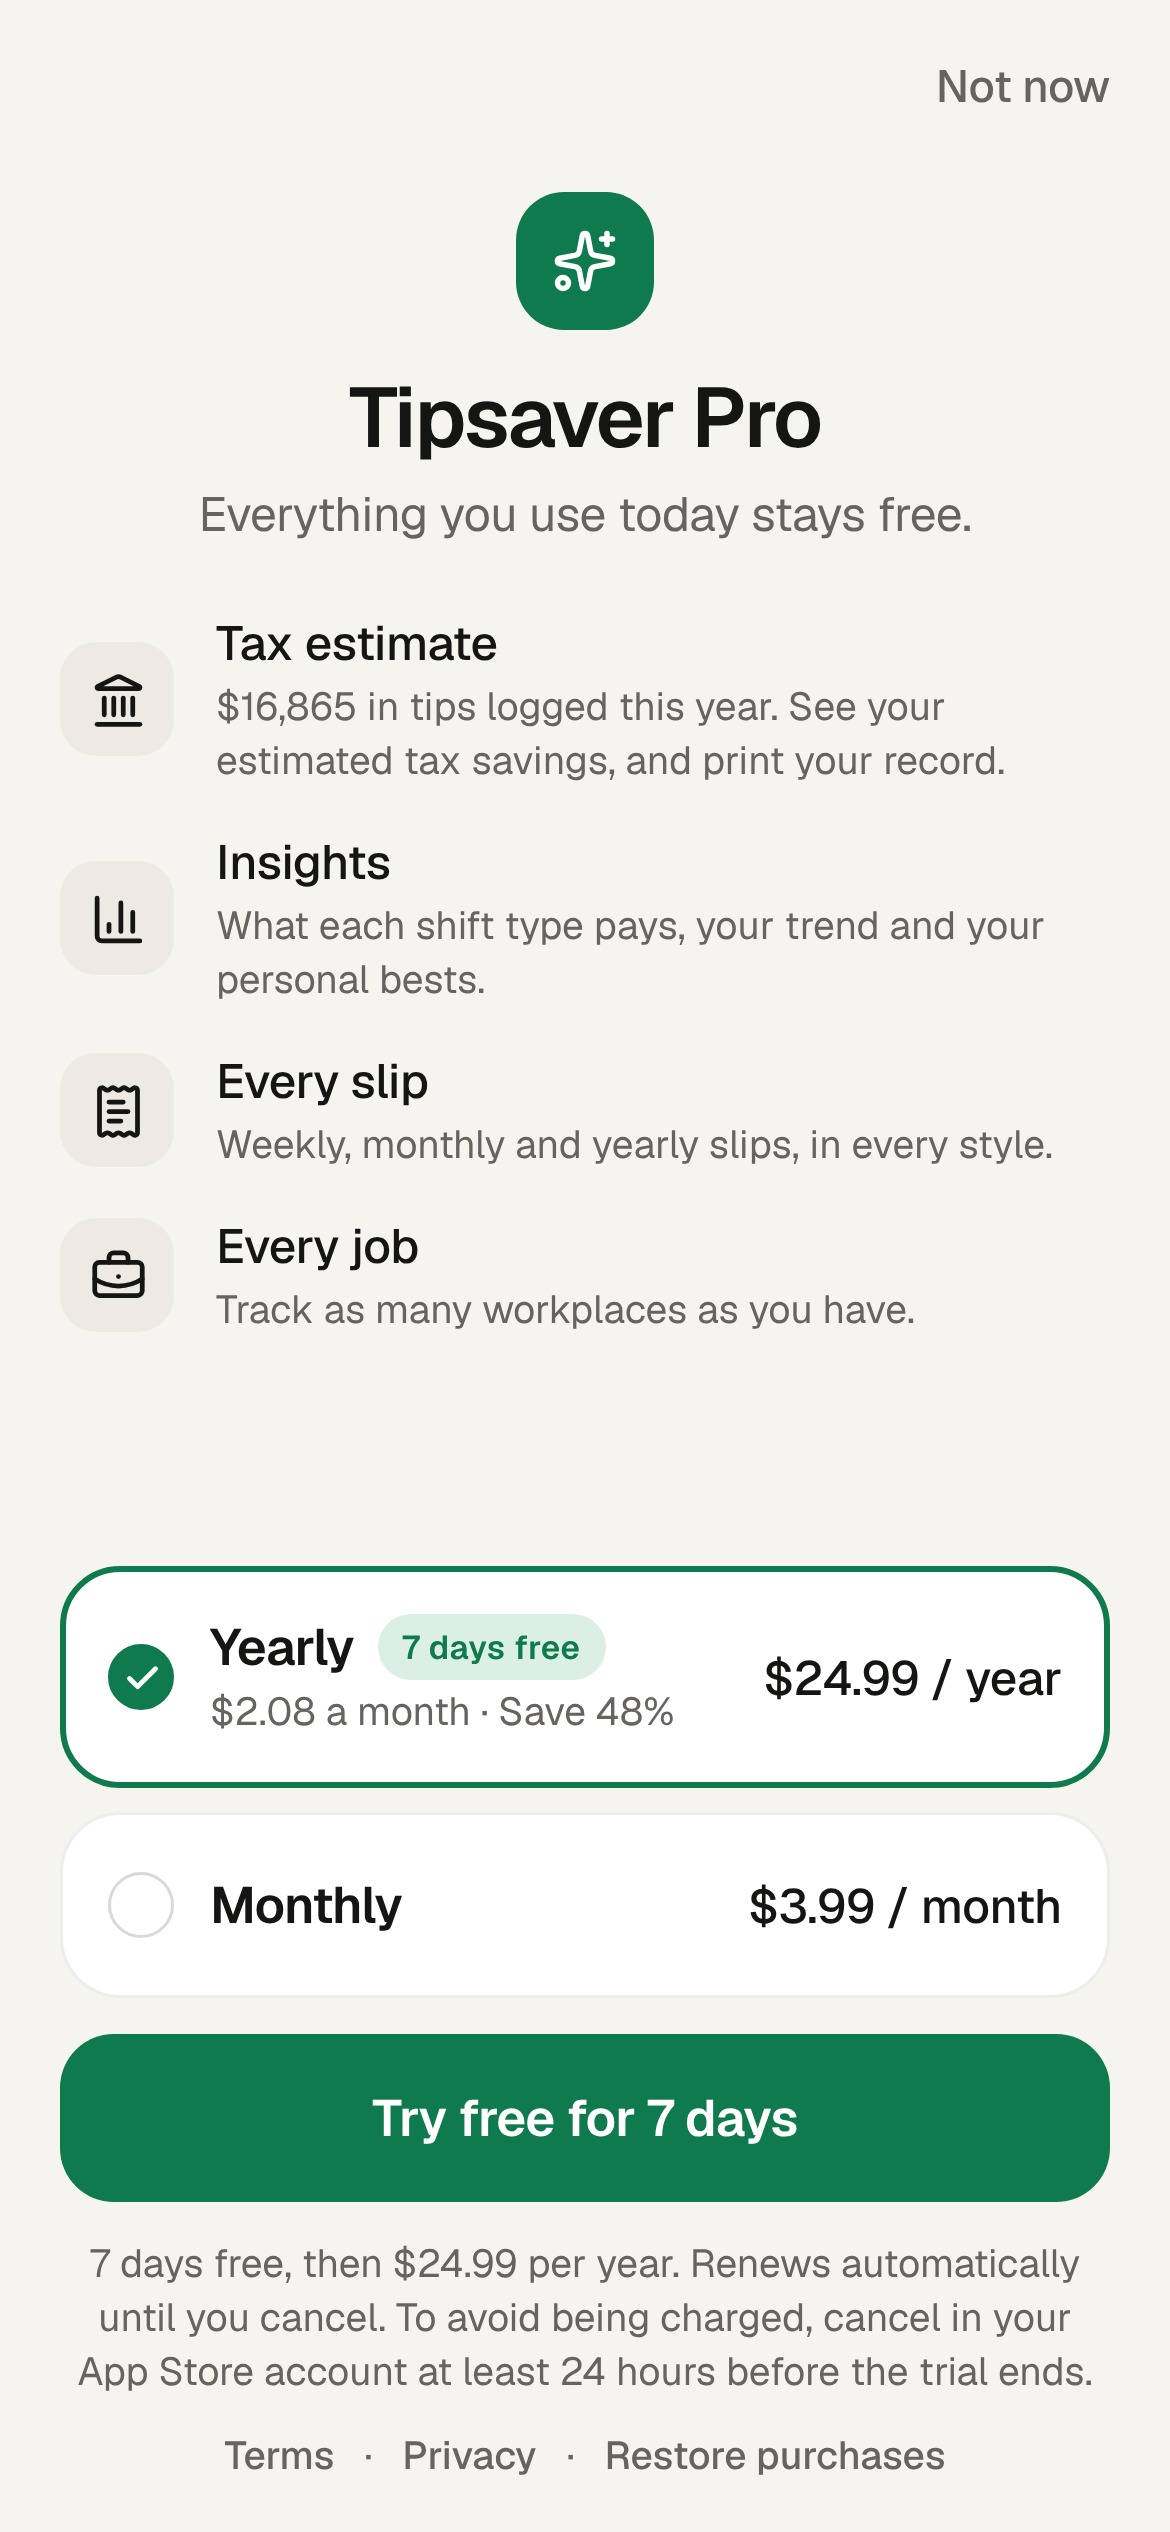 Not now
Tipsaver Pro
Everything you use today stays free.
Tax estimate
$16,865 in tips logged this year. See your
estimated tax savings, and print your record.
Insights
What each shift type pays, your trend and your
personal bests.
Every slip
Weekly, monthly and yearly slips, in every style.
Every job
Track as many workplaces as you have.
Yearly 7 days free
$2.08 a month · Save 48%
$24.99 / year
Monthly
$3.99 / month
Try free for 7 days
7 days free, then $24.99 per year. Renews automatically
until you cancel. To avoid being charged, cancel in your
App Store account at least 24 hours before the trial ends.
Terms · Privacy · Restore purchases